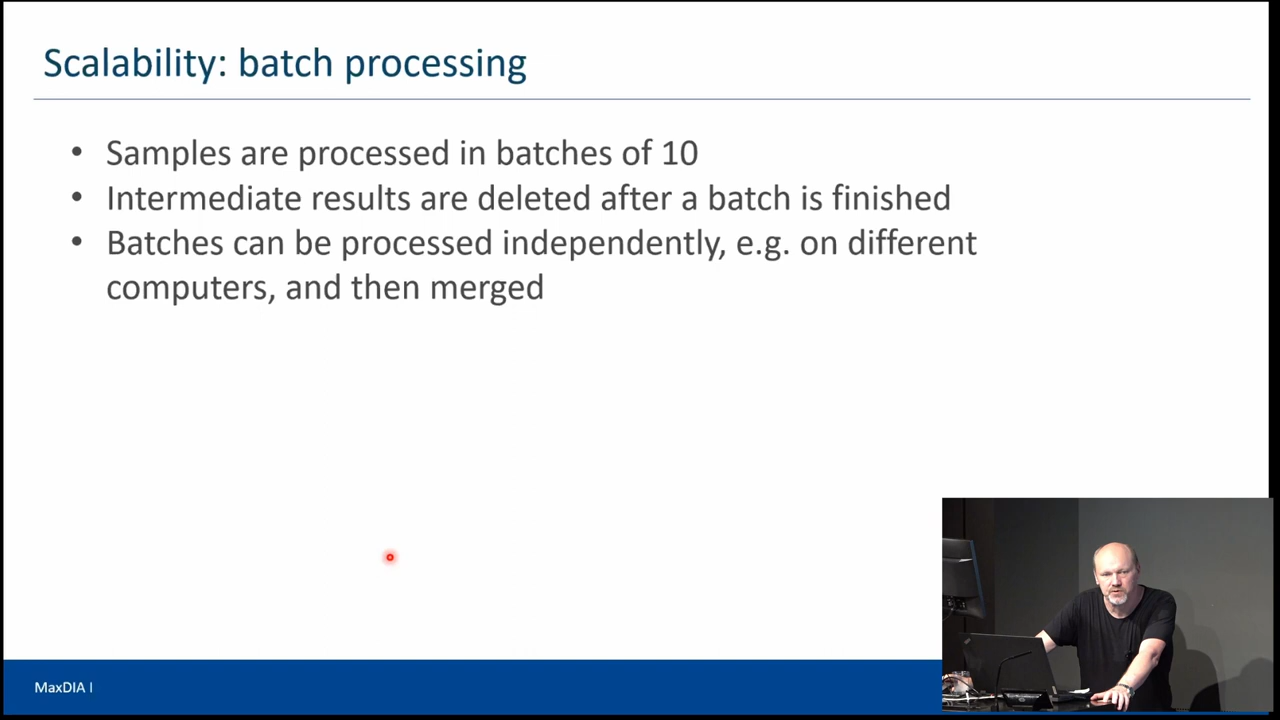 Scalability: batch processing
• Samples are processed in batches of 10
• Intermediate results are deleted after a batch is finished
• Batches can be processed independently, e.g. on different
computers, and then merged
MaxDIA |